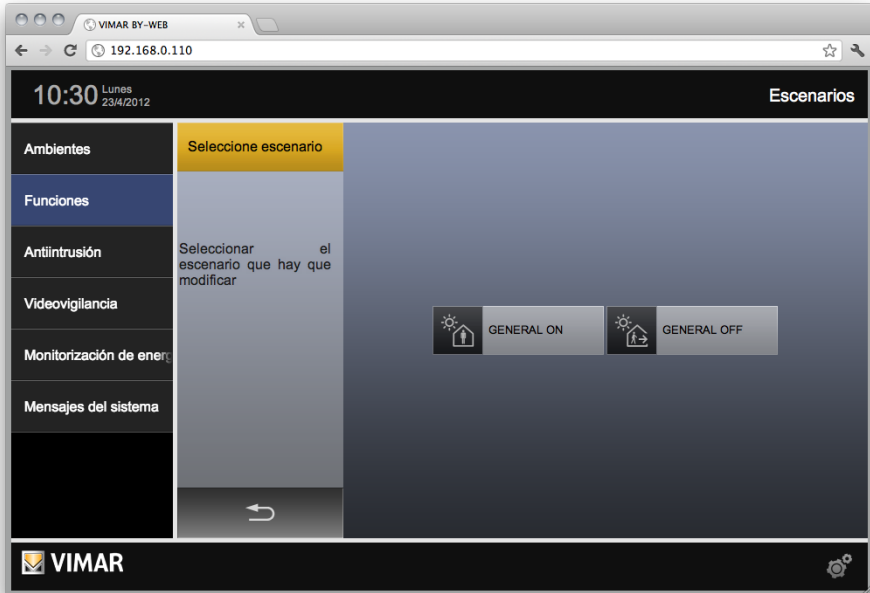 VIMAR BY-WEB
192.168.0.110
10:30 Lunes
23/4/2012
Escenarios
Ambientes
Funciones
Antiintrusión
Videovigilancia
Monitorización de energ
Mensajes del sistema
Seleccione escenario
Seleccionar el
escenario que hay que
modificar
GENERAL ON
GENERAL OFF
VIMAR